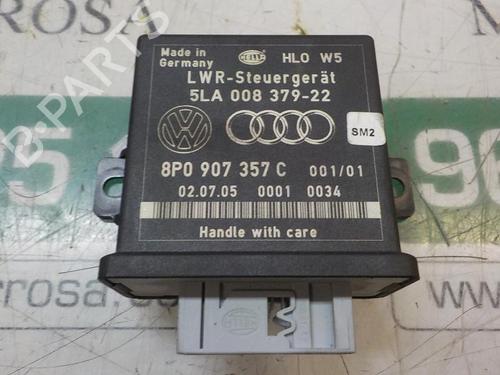 Made in
Germany
HELLA
HLO W5
LWR-Steuergerät
5LA 008 379-22
SM2
8P0 907 357 C 001/01
02.07.05 0001 0034
Handle with care
B-PARTS